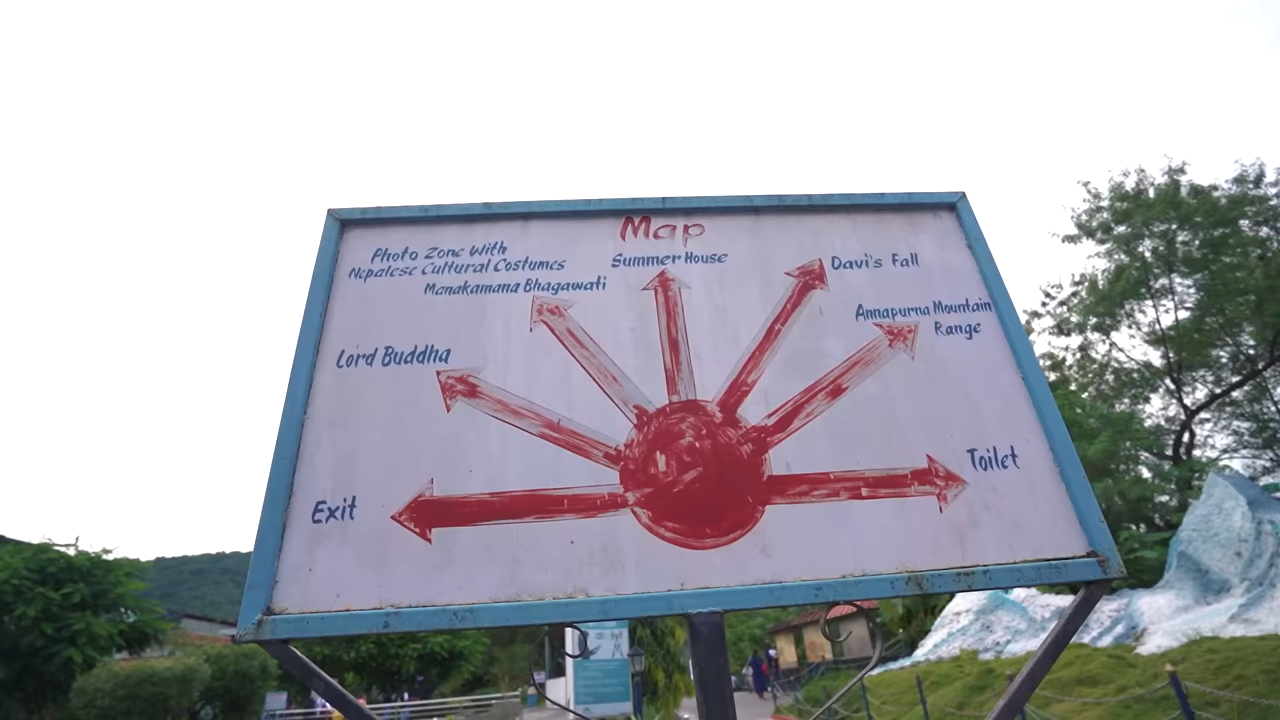 Map
Photo Zone With
Nepalese Cultural Costumes
Manakamana Bhagawati
Summer House
Davi's Fall
Annapurna Mountain
Range
Lord Buddha
Toilet
Exit